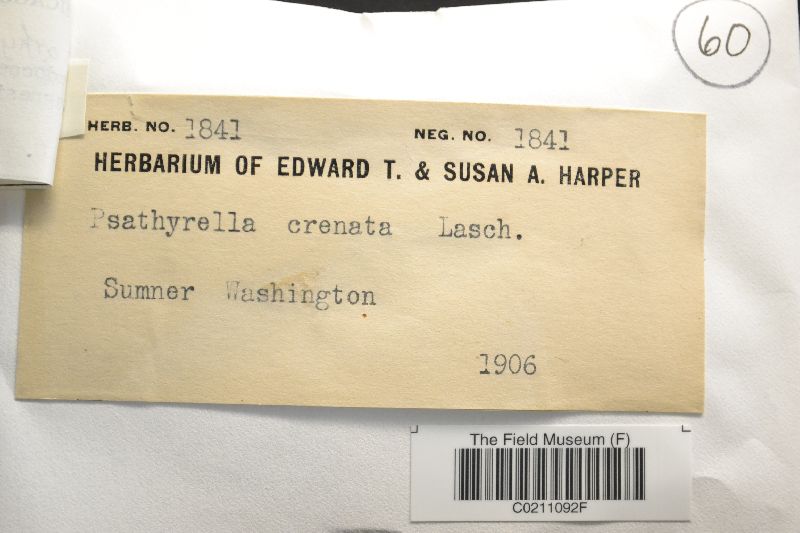 60
HERB. NO. 1841 NEG. NO. 1841
HERBARIUM OF EDWARD T. & SUSAN A. HARPER
Psathyrella crenata Lasch.
Sumner Washington
1906
The Field Museum (F)
C0211092F